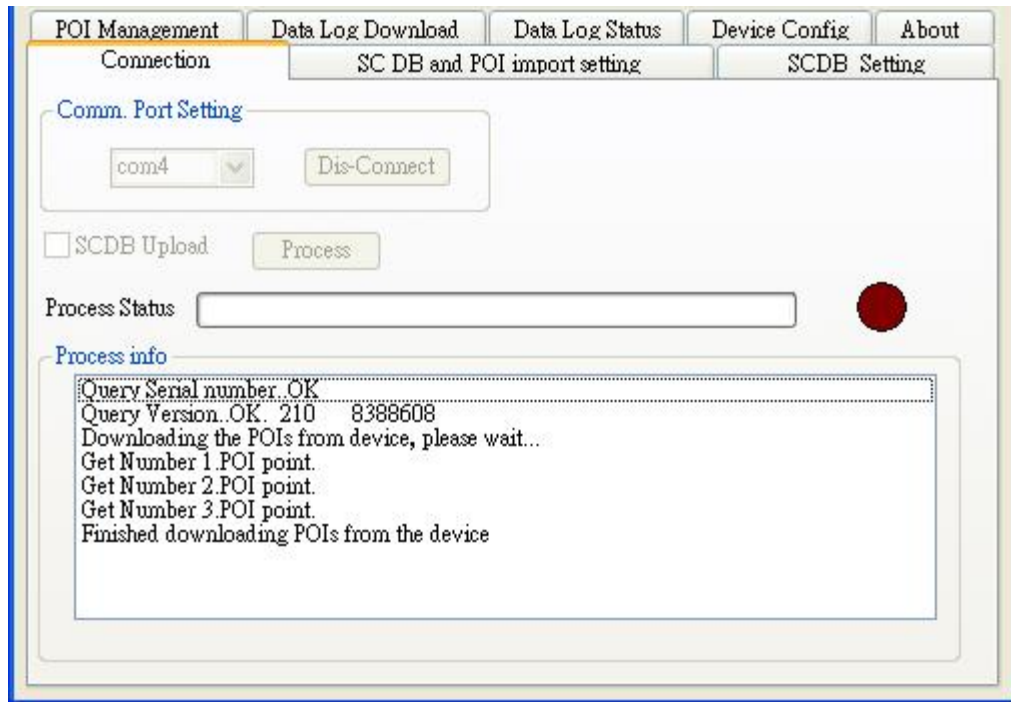 POI Management Data Log Download Data Log Status Device Config About
Connection SC DB and POI import setting SCDB Setting
Comm. Port Setting
com4 Dis-Connect
SCDB Upload Process
Process Status
Process info
Query Serial number..OK
Query Version..OK. 210 8388608
Downloading the POIs from device, please wait...
Get Number 1.POI point.
Get Number 2.POI point.
Get Number 3.POI point.
Finished downloading POIs from the device